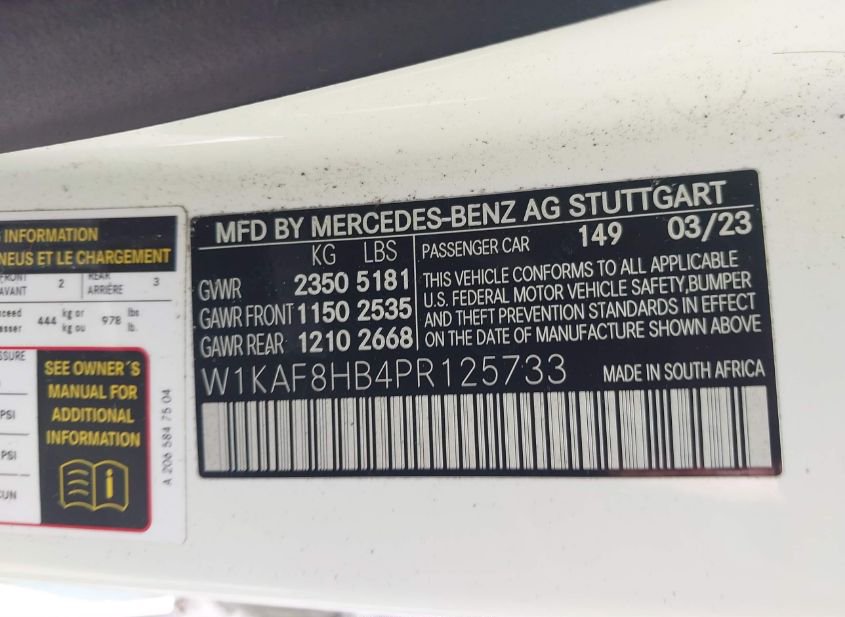 INFORMATION
NEUS ET LE CHARGEMENT
AVANT 2 REAR ARRIÈRE 3
444 kg or kg ou 978 lbs lb.
SEE OWNER´S
MANUAL FOR
ADDITIONAL
INFORMATION
PSI
PSI
i
A 206 584 75 04
MFD BY MERCEDES-BENZ AG STUTTGART
KG LBS
GVWR 2350 5181
GAWR FRONT 1150 2535
GAWR REAR 1210 2668
PASSENGER CAR 149 03/23
THIS VEHICLE CONFORMS TO ALL APPLICABLE
U.S. FEDERAL MOTOR VEHICLE SAFETY,BUMPER
AND THEFT PREVENTION STANDARDS IN EFFECT
ON THE DATE OF MANUFACTURE SHOWN ABOVE
W1KAF8HB4PR125733 MADE IN SOUTH AFRICA